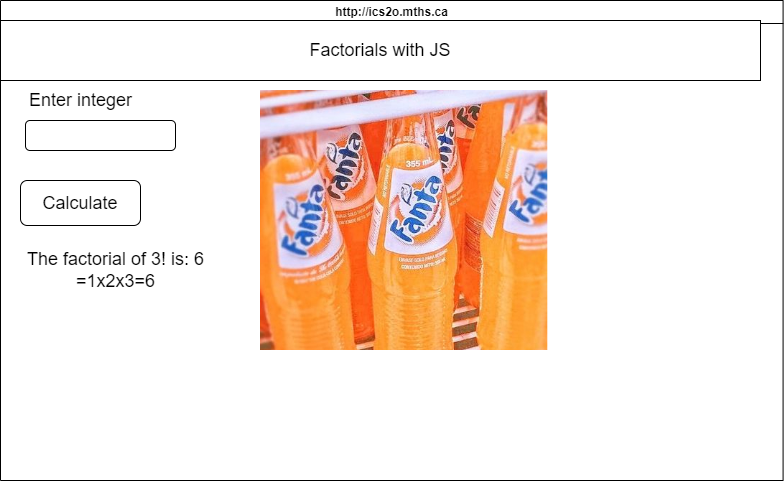 http://ics2o.mths.ca
Factorials with JS
Enter integer
Calculate
The factorial of 3! is: 6
=1x2x3=6
Fanta
Fanta
355 mL
Fanta
Fanta